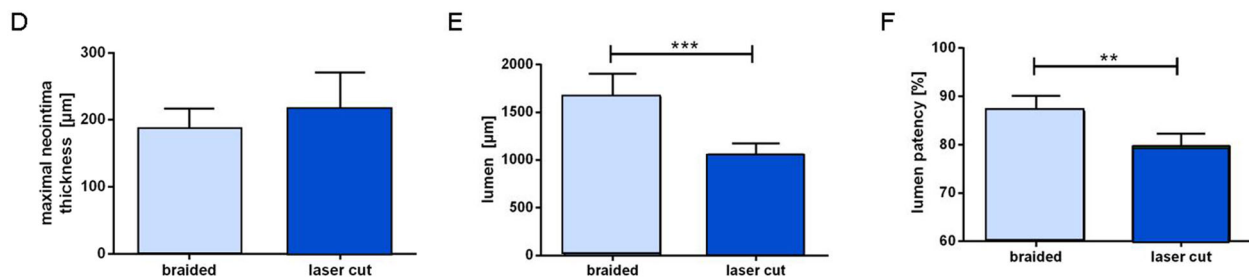 D
maximal neointima
thickness [µm]
300
200
100
0
braided laser cut
E
***
lumen [µm]
2000
1500
1000
500
0
braided laser cut
F
**
lumen patency [%]
100
90
80
70
60
braided laser cut